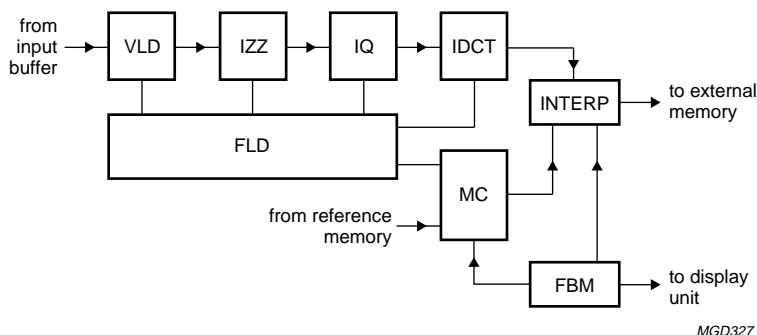 from
input
buffer
VLD
IZZ
IQ
IDCT
INTERP
to external
memory
FLD
MC
from reference
memory
FBM
to display
unit
MGD327